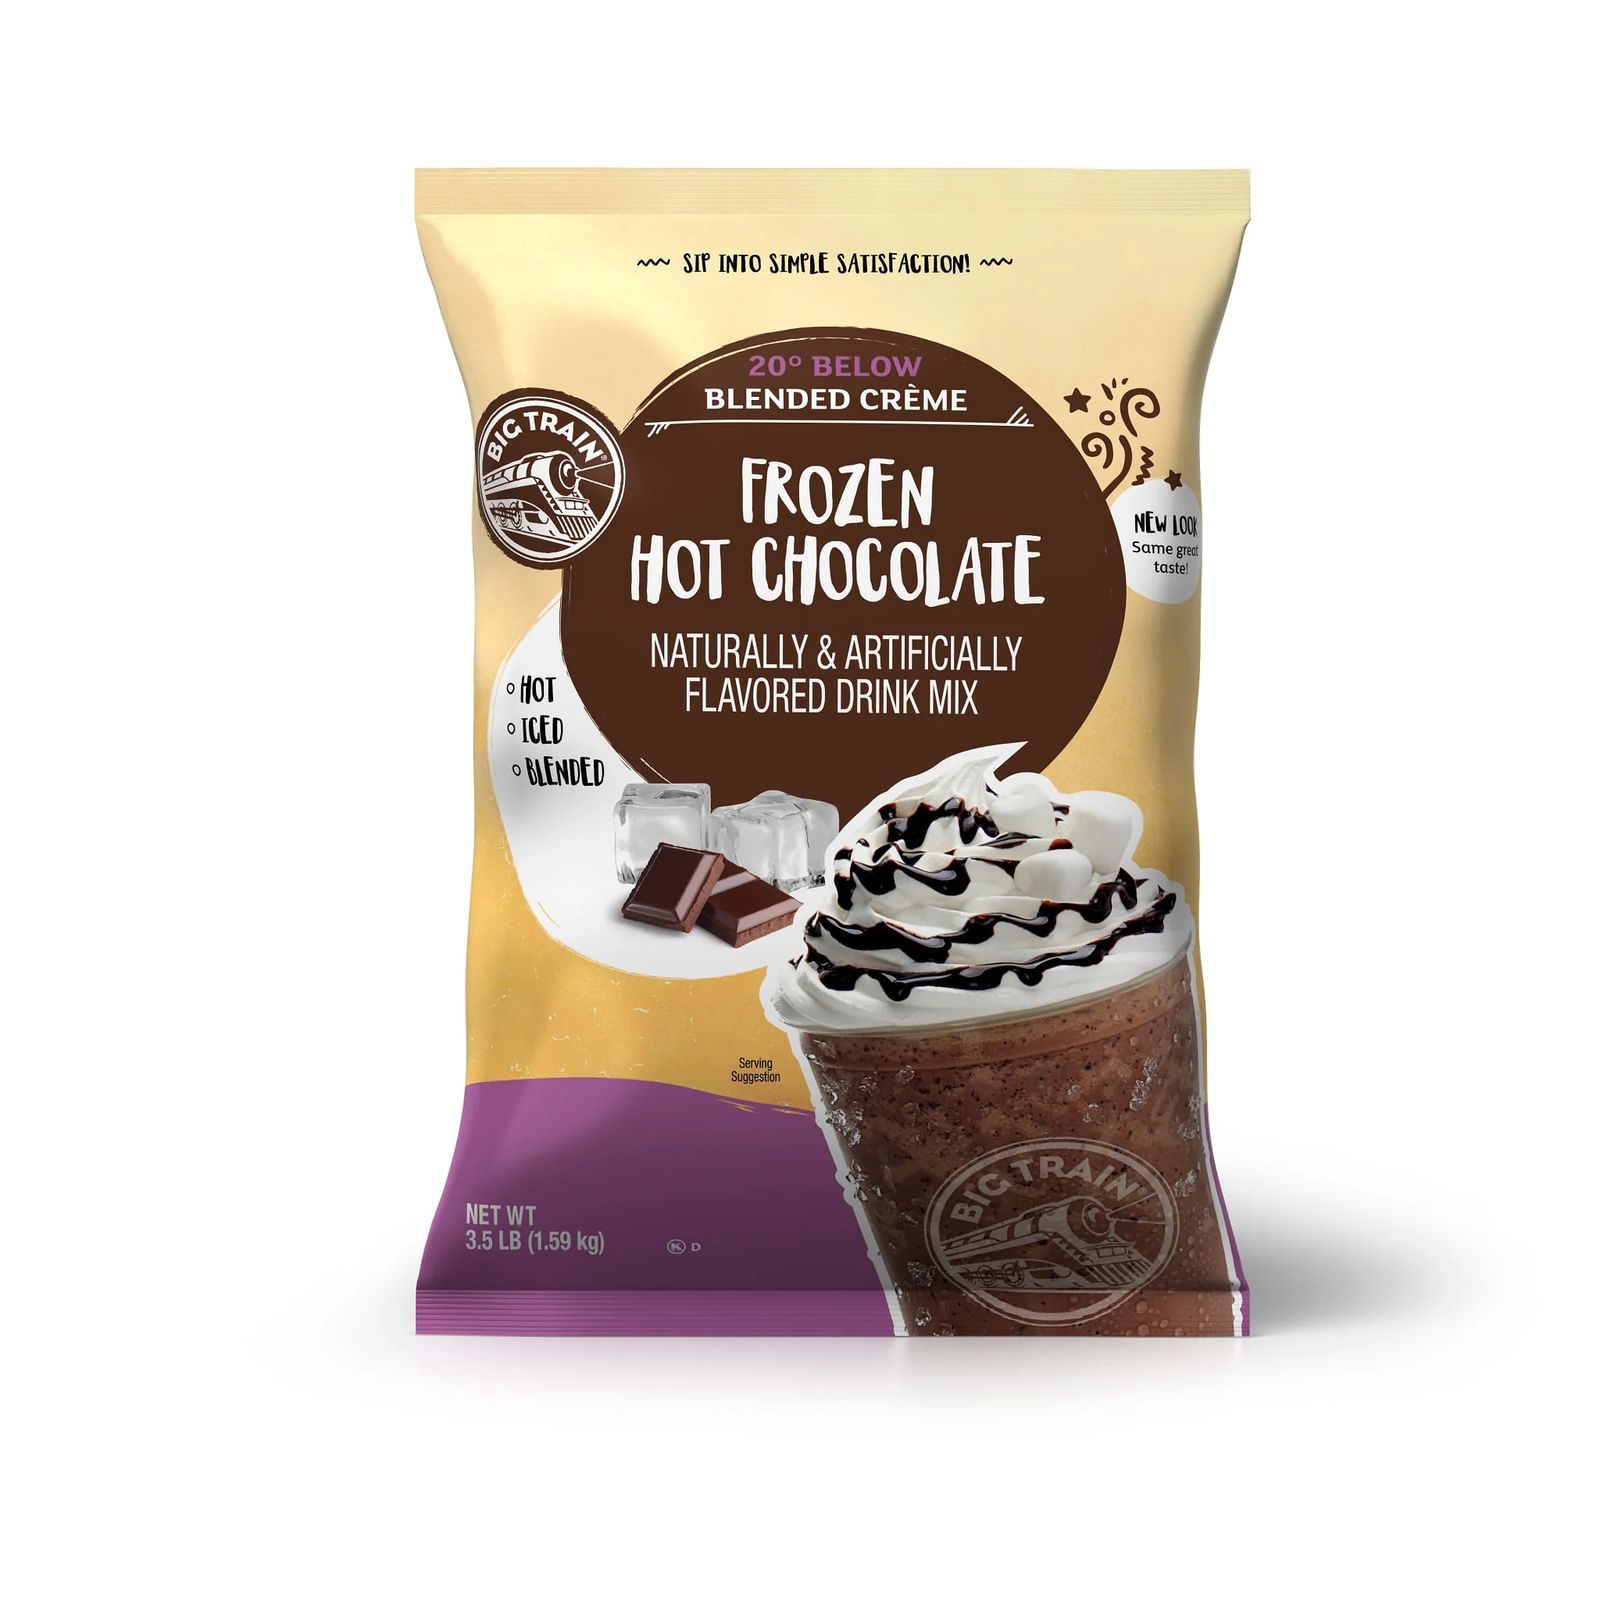 SIP INTO SIMPLE SATISFACTION!
20° BELOW
BLENDED CRÈME
BIG TRAIN®
FROZEN
HOT CHOCOLATE
NATURALLY & ARTIFICIALLY
FLAVORED DRINK MIX
NEW LOOK
Same great
taste!
HOT
ICED
BLENDED
Serving
Suggestion
BIG TRAIN®
NET WT
3.5 LB (1.59 kg)
K D